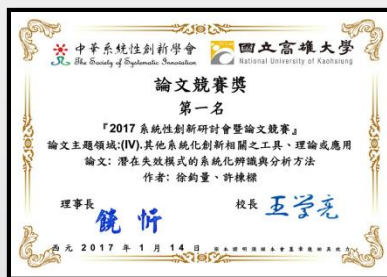 中華系統性創新學會
The Society of Systematic Innovation
國立高雄大學
National University of Kaohsiung
論文競賽獎
第一名
『2017 系統性創新研討會暨論文競賽』
論文主題領域:(IV).其他系統化創新相關之工具、理論或應用
論文: 潛在失效模式的系統化辨識與分析方法
作者: 徐鈞量、許棟樑
理事長
饒忻
校長
王学亮
西元 2017 年 1 月 14 日